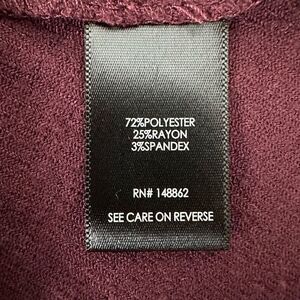 72%POLYESTER
25%RAYON
3%SPANDEX
RN# 148862
SEE CARE ON REVERSE